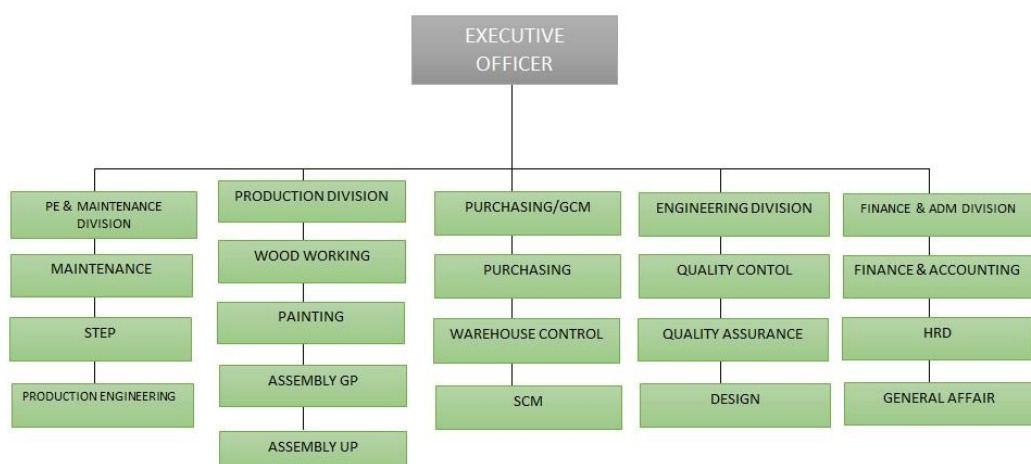 EXECUTIVE
OFFICER
PE & MAINTENANCE
DIVISION
MAINTENANCE
STEP
PRODUCTION ENGINEERING
PRODUCTION DIVISION
WOOD WORKING
PAINTING
ASSEMBLY GP
ASSEMBLY UP
PURCHASING/GCM
PURCHASING
WAREHOUSE CONTROL
SCM
ENGINEERING DIVISION
QUALITY CONTOL
QUALITY ASSURANCE
DESIGN
FINANCE & ADM DIVISION
FINANCE & ACCOUNTING
HRD
GENERAL AFFAIR